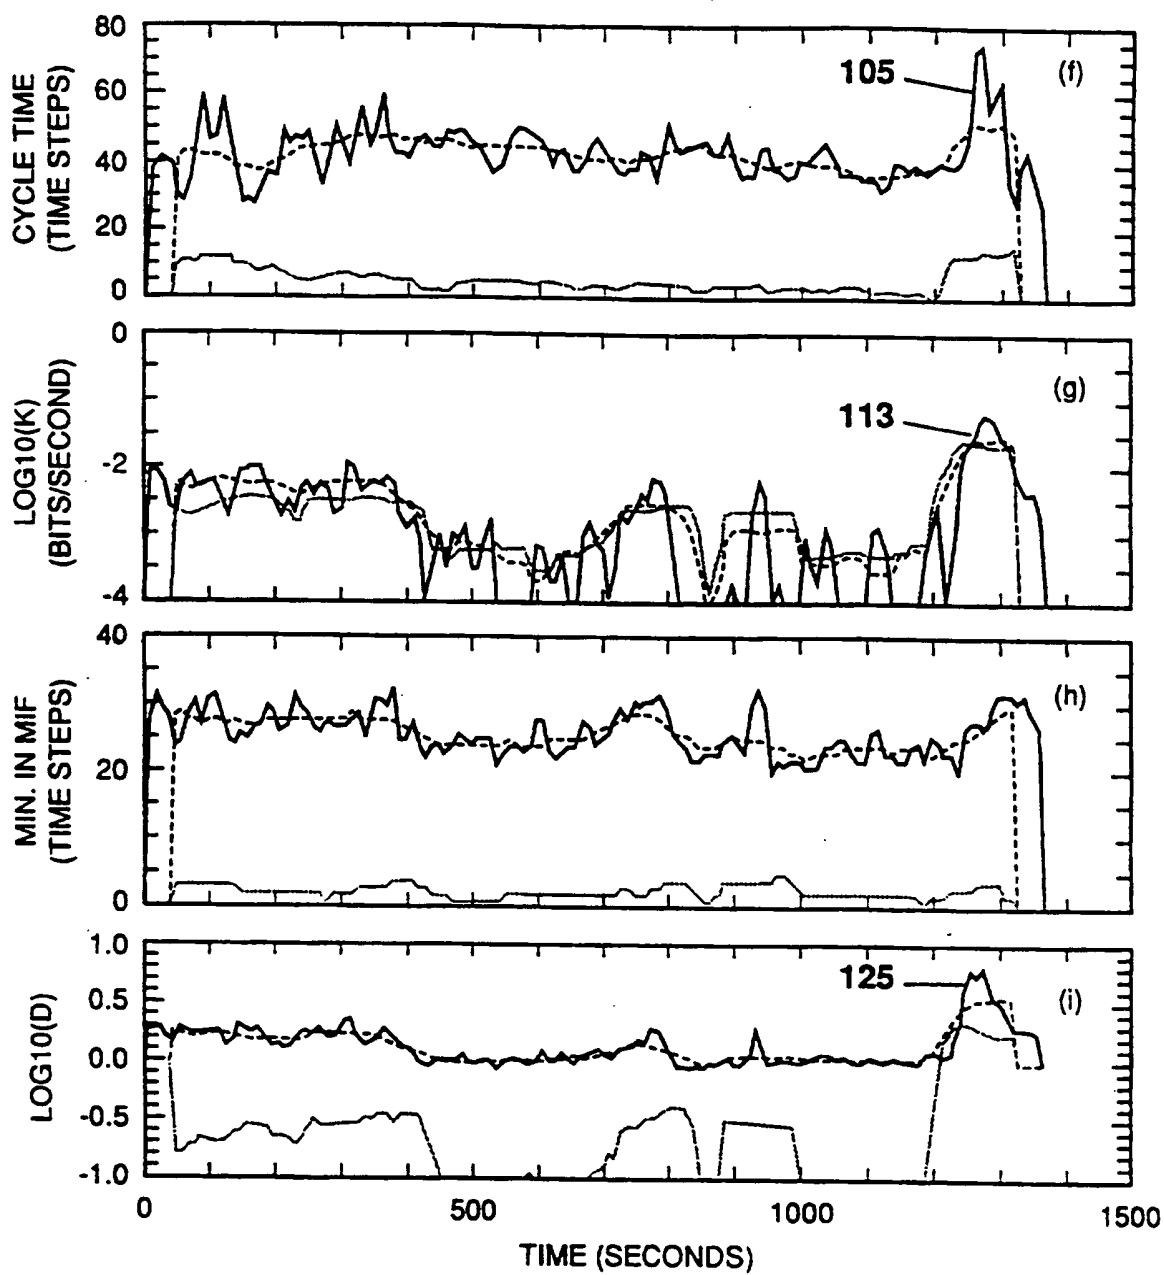 CYCLE TIME
(TIME STEPS)
80
60
40
20
0
105
(f)
LOG10(K)
(BITS/SECOND)
0
-2
-4
113
(g)
MIN. IN MIF
(TIME STEPS)
40
20
0
(h)
LOG10(D)
1.0
0.5
0.0
-0.5
-1.0
125
(i)
0 500 1000 1500
TIME (SECONDS)